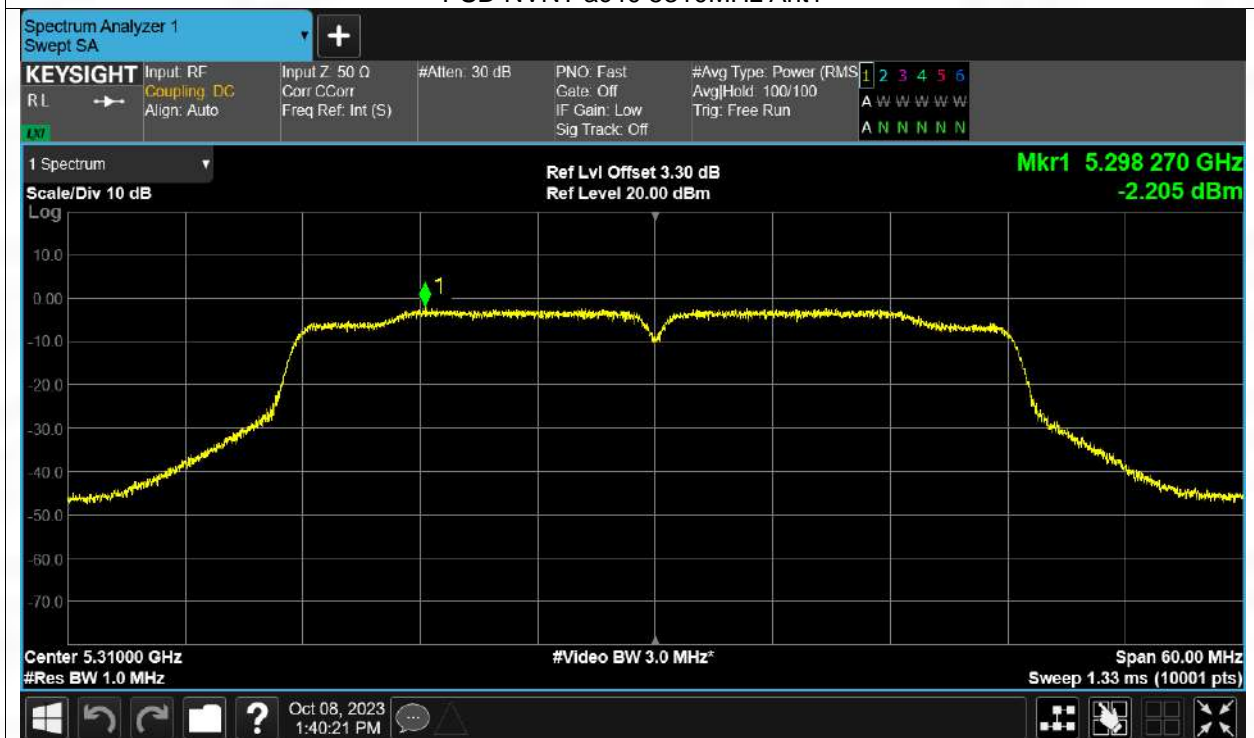 Spectrum Analyzer 1
Swept SA
KEYSIGHT
RL
LXI
Input: RF
Coupling: DC
Align: Auto
Input Z: 50 Ω
Corr CCorr
Freq Ref: Int (S)
#Atten: 30 dB
PNO: Fast
Gate: Off
IF Gain: Low
Sig Track: Off
#Avg Type: Power (RMS
Avg|Hold: 100/100
Trig: Free Run
1 2 3 4 5 6
A W W W W W
A N N N N N
1 Spectrum
Scale/Div 10 dB
Log
Ref Lvl Offset 3.30 dB
Ref Level 20.00 dBm
Mkr1 5.298 270 GHz
-2.205 dBm
10.0
1
0.00
-10.0
-20.0
-30.0
-40.0
-50.0
-60.0
-70.0
Center 5.31000 GHz
#Res BW 1.0 MHz
#Video BW 3.0 MHz*
Span 60.00 MHz
Sweep 1.33 ms (10001 pts)
?
Oct 08, 2023
1:40:21 PM